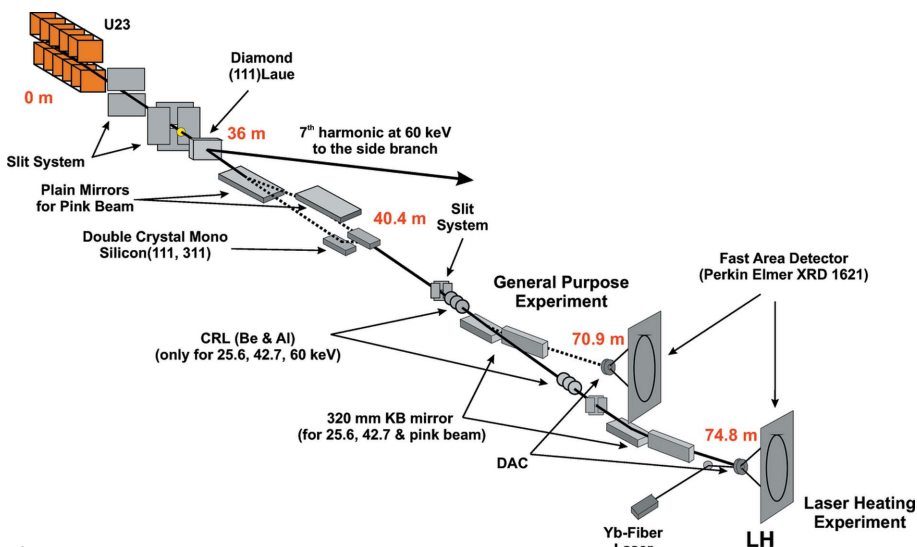 U23
0 m
Slit System
Diamond
(111)Laue
36 m
7th harmonic at 60 keV
to the side branch
Plain Mirrors
for Pink Beam
40.4 m
Double Crystal Mono
Silicon(111, 311)
Slit
System
General Purpose
Experiment
Fast Area Detector
(Perkin Elmer XRD 1621)
CRL (Be & Al)
(only for 25.6, 42.7, 60 keV)
70.9 m
320 mm KB mirror
(for 25.6, 42.7 & pink beam)
DAC
74.8 m
Yb-Fiber
Laser
LH
Laser Heating
Experiment